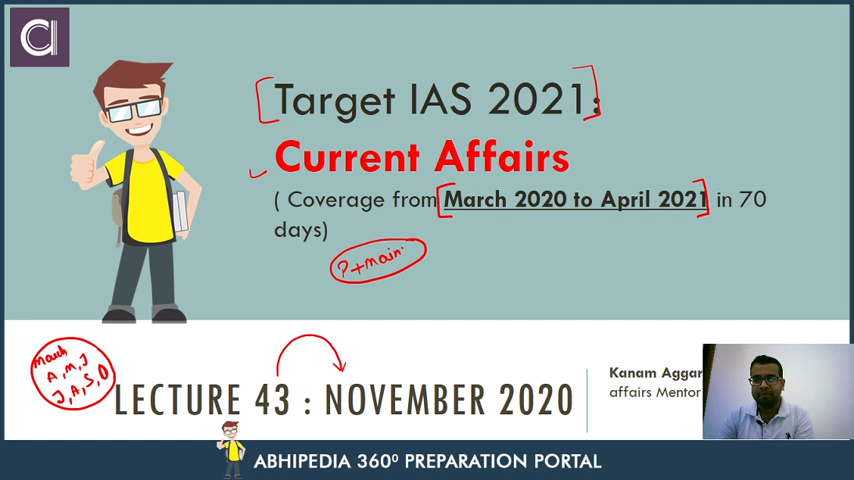 Target IAS 2021:
Current Affairs
( Coverage from March 2020 to April 2021 in 70
days)
P+main
March
A, M, J
J, A, S, O
LECTURE 43 : NOVEMBER 2020
Kanam Aggar
affairs Mentor
ABHIPEDIA 360º PREPARATION PORTAL